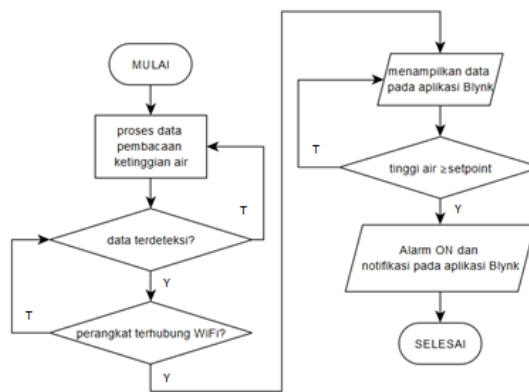 MULAI
proses data
pembacaan
ketinggian air
T
data terdeteksi?
Y
T
perangkat terhubung WiFi?
Y
menampilkan data
pada aplikasi Blynk
T
tinggi air ≥setpoint
Y
Alarm ON dan
notifikasi pada aplikasi Blynk
SELESAI